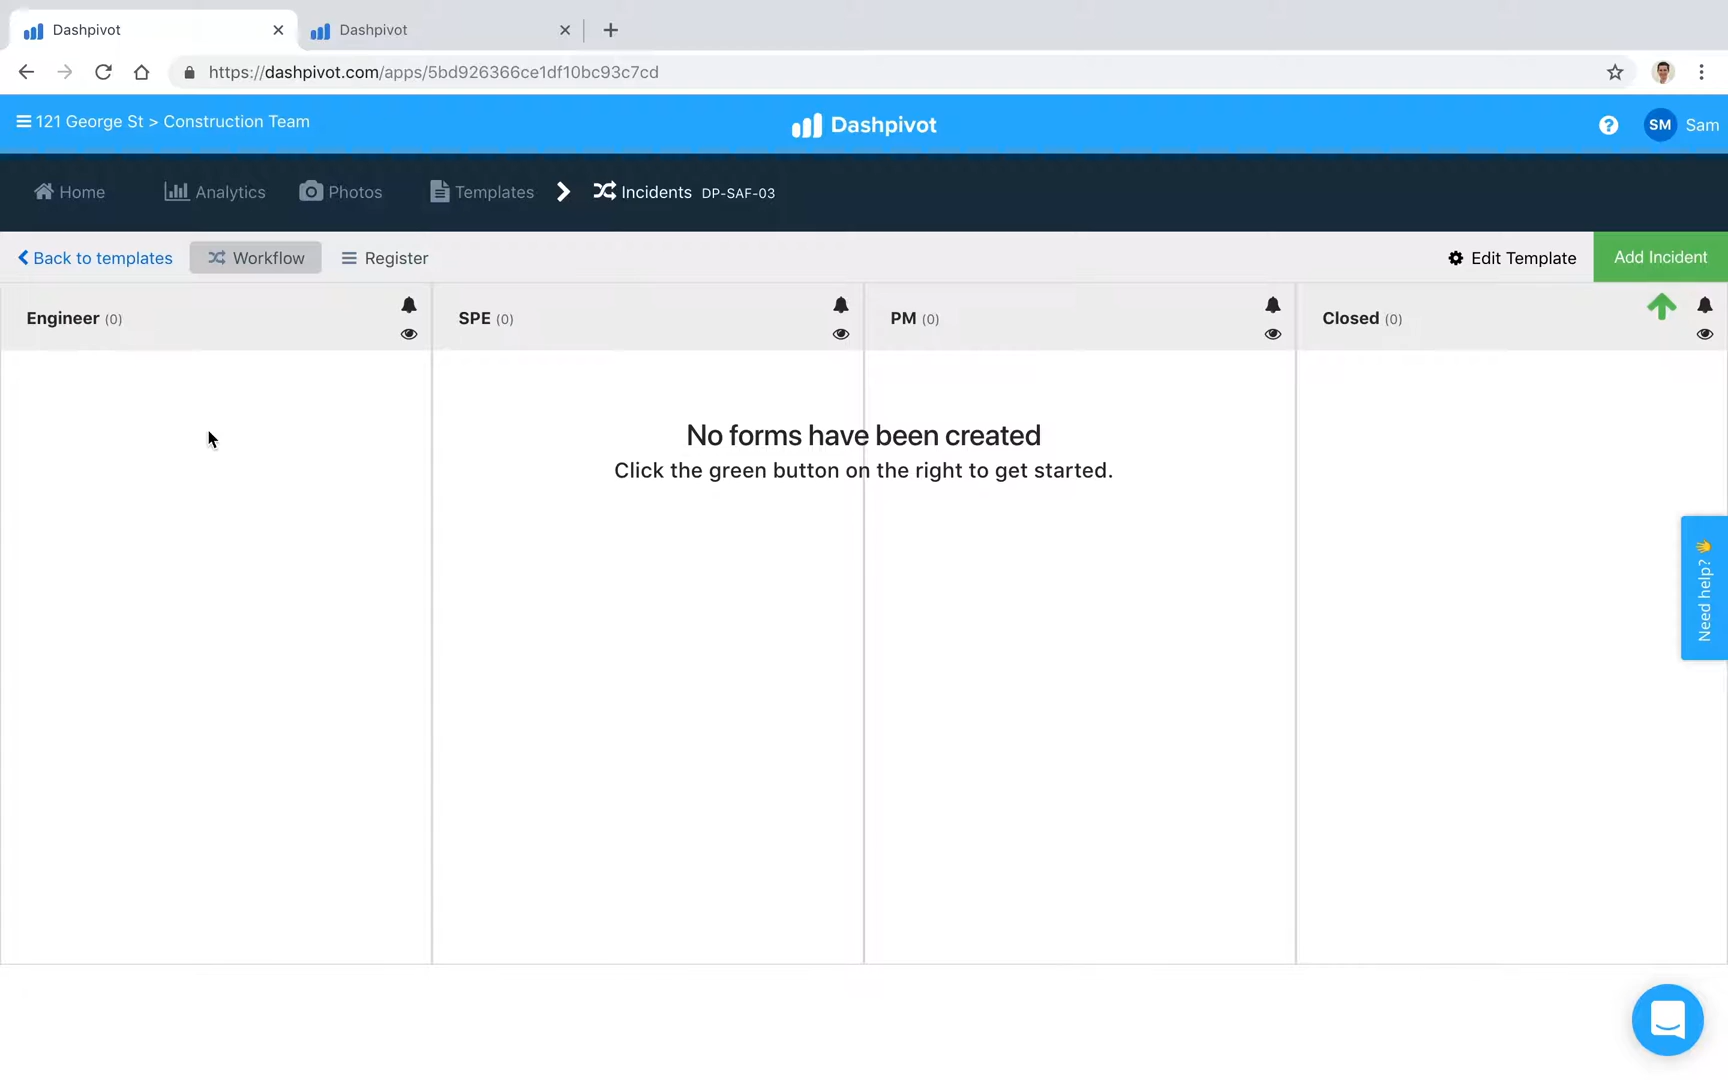 Dashpivot
Dashpivot
https://dashpivot.com/apps/5bd926366ce1df10bc93c7cd
121 George St > Construction Team
Dashpivot
SM Sam
Home Analytics Photos Templates Incidents DP-SAF-03
Back to templates Workflow Register Edit Template Add Incident
Engineer (0) SPE (0) PM (0) Closed (0)
No forms have been created
Click the green button on the right to get started.
Need help? 👋